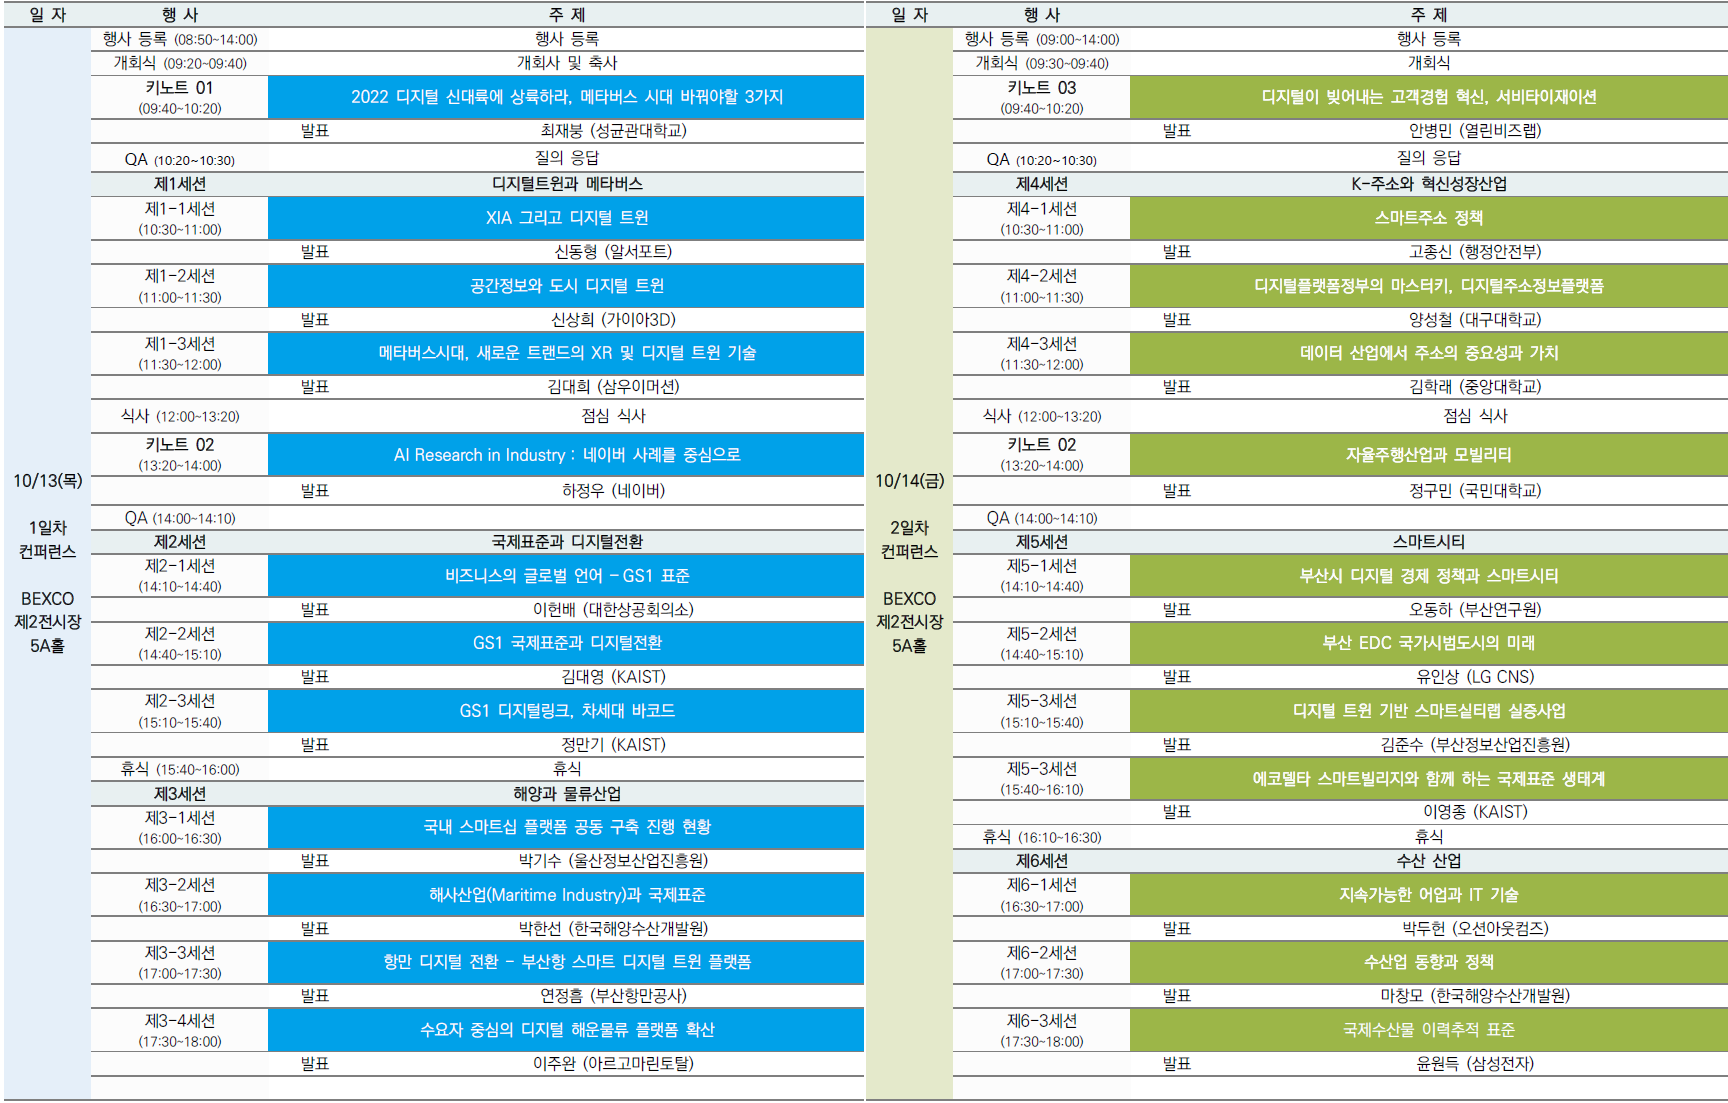 일 자 행 사 주 제
행사 등록 (08:50~14:00) 행사 등록
개회식 (09:20~09:40) 개회사 및 축사
키노트 01
(09:40~10:20)
2022 디지털 신대륙에 상륙하라, 메타버스 시대 바꿔야할 3가지
발표 최재붕 (성균관대학교)
QA (10:20~10:30) 질의 응답
제1세션 디지털트윈과 메타버스
제1-1세션
(10:30~11:00)
XIA 그리고 디지털 트윈
발표 신동형 (알서포트)
제1-2세션
(11:00~11:30)
공간정보와 도시 디지털 트윈
발표 신상희 (가이아3D)
제1-3세션
(11:30~12:00)
메타버스시대, 새로운 트랜드의 XR 및 디지털 트윈 기술
발표 김대희 (삼우이머션)
식사 (12:00~13:20) 점심 식사
키노트 02
(13:20~14:00)
AI Research in Industry : 네이버 사례를 중심으로
발표 하정우 (네이버)
QA (14:00~14:10)
제2세션 국제표준과 디지털전환
제2-1세션
(14:10~14:40)
비즈니스의 글로벌 언어 - GS1 표준
발표 이헌배 (대한상공회의소)
제2-2세션
(14:40~15:10)
GS1 국제표준과 디지털전환
발표 김대영 (KAIST)
제2-3세션
(15:10~15:40)
GS1 디지털링크, 차세대 바코드
발표 정만기 (KAIST)
휴식 (15:40~16:00) 휴식
제3세션 해양과 물류산업
제3-1세션
(16:00~16:30)
국내 스마트십 플랫폼 공동 구축 진행 현황
발표 박기수 (울산정보산업진흥원)
제3-2세션
(16:30~17:00)
해사산업(Maritime Industry)과 국제표준
발표 박한선 (한국해양수산개발원)
제3-3세션
(17:00~17:30)
항만 디지털 전환 - 부산항 스마트 디지털 트윈 플랫폼
발표 연정흠 (부산항만공사)
제3-4세션
(17:30~18:00)
수요자 중심의 디지털 해운물류 플랫폼 확산
발표 이주완 (아르고마린토탈)
10/13(목)
1일차
컨퍼런스
BEXCO
제2전시장
5A홀
일 자 행 사 주 제
행사 등록 (09:00~14:00) 행사 등록
개회식 (09:30~09:40) 개회식
키노트 03
(09:40~10:20)
디지털이 빚어내는 고객경험 혁신, 서비타이재이션
발표 안병민 (열린비즈랩)
QA (10:20~10:30) 질의 응답
제4세션 K-주소와 혁신성장산업
제4-1세션
(10:30~11:00)
스마트주소 정책
발표 고종신 (행정안전부)
제4-2세션
(11:00~11:30)
디지털플랫폼정부의 마스터키, 디지털주소정보플랫폼
발표 양성철 (대구대학교)
제4-3세션
(11:30~12:00)
데이터 산업에서 주소의 중요성과 가치
발표 김학래 (중앙대학교)
식사 (12:00~13:20) 점심 식사
키노트 02
(13:20~14:00)
자율주행산업과 모빌리티
발표 정구민 (국민대학교)
QA (14:00~14:10)
제5세션 스마트시티
제5-1세션
(14:10~14:40)
부산시 디지털 경제 정책과 스마트시티
발표 오동하 (부산연구원)
제5-2세션
(14:40~15:10)
부산 EDC 국가시범도시의 미래
발표 유인상 (LG CNS)
제5-3세션
(15:10~15:40)
디지털 트윈 기반 스마트실티랩 실증사업
발표 김준수 (부산정보산업진흥원)
제5-3세션
(15:40~16:10)
에코델타 스마트빌리지와 함께 하는 국제표준 생태계
발표 이영종 (KAIST)
휴식 (16:10~16:30) 휴식
제6세션 수산 산업
제6-1세션
(16:30~17:00)
지속가능한 어업과 IT 기술
발표 박두헌 (오션아웃컴즈)
제6-2세션
(17:00~17:30)
수산업 동향과 정책
발표 마창모 (한국해양수산개발원)
제6-3세션
(17:30~18:00)
국제수산물 이력추적 표준
발표 윤원득 (삼성전자)
10/14(금)
2일차
컨퍼런스
BEXCO
제2전시장
5A홀